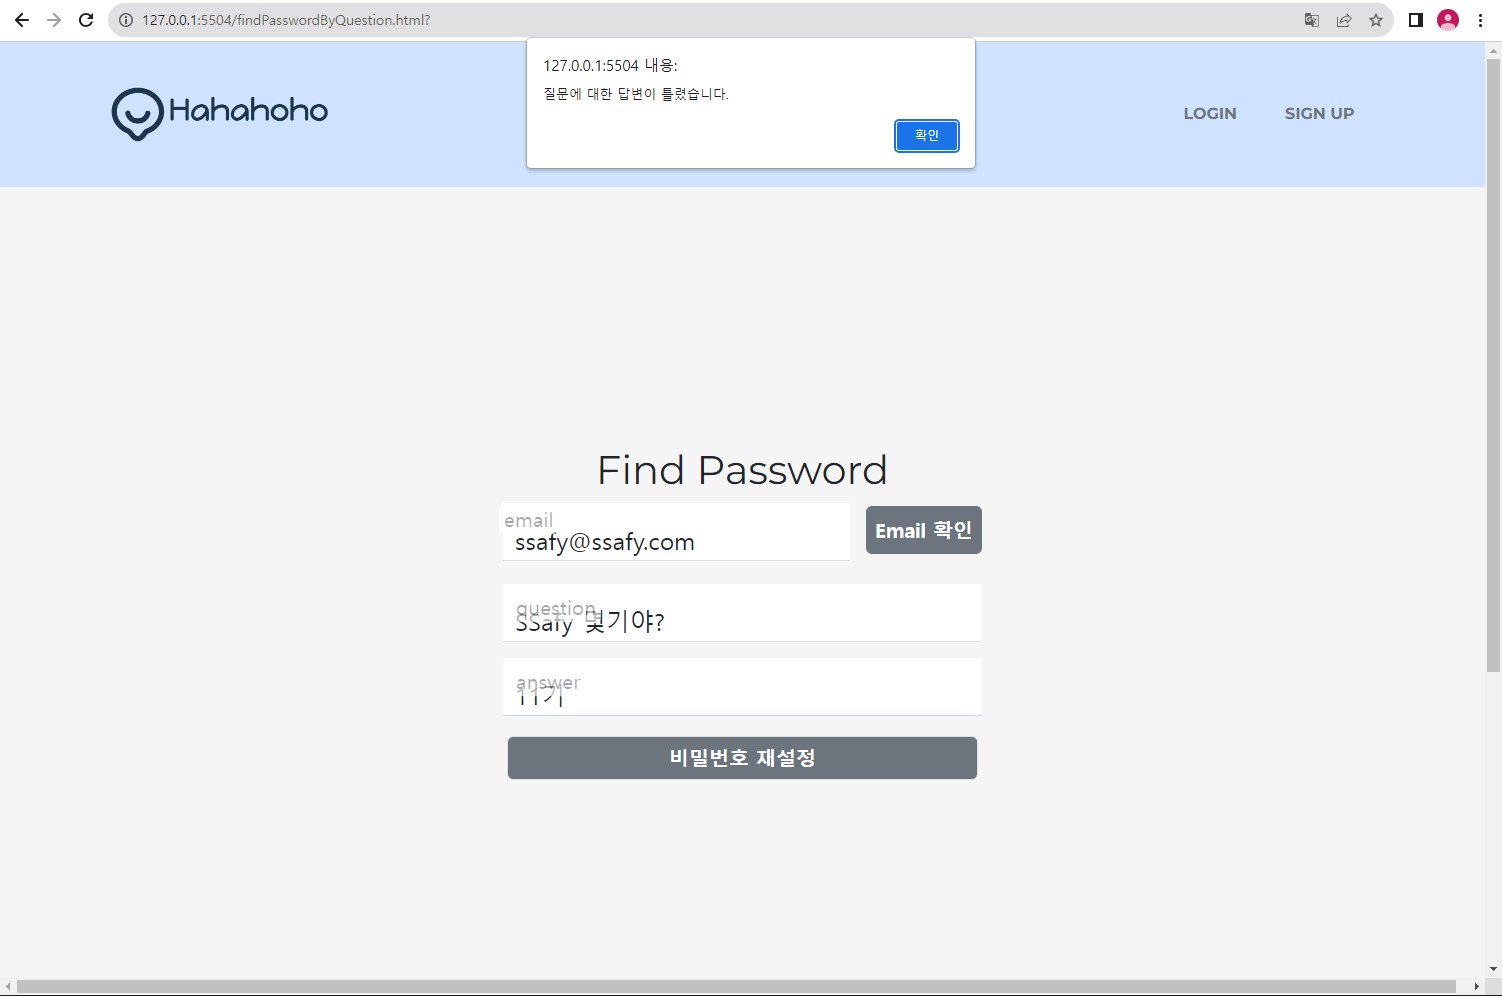 127.0.0.1:5504/findPasswordByQuestion.html?
127.0.0.1:5504 내용:
질문에 대한 답변이 틀렸습니다.
확인
Hahahoho
LOGIN
SIGN UP
Find Password
email
ssafy@ssafy.com
Email 확인
question
SSafy 몇기야?
answer
11기
비밀번호 재설정